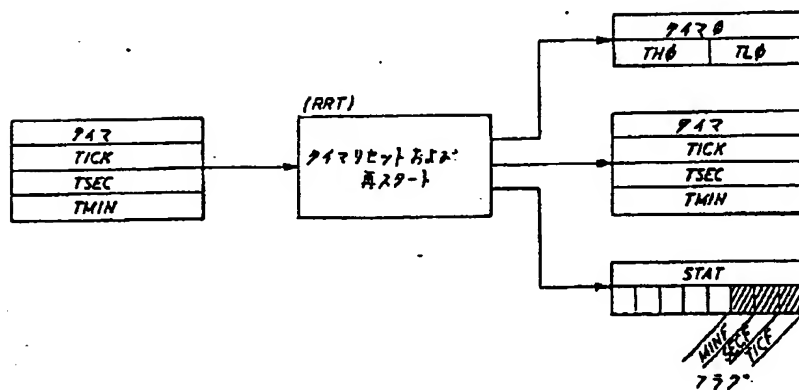 タイマ
TICK
TSEC
TMIN
(RRT)
タイマリセットおよび
再スタート
タイマ0
TH0
TL0
タイマ
TICK
TSEC
TMIN
STAT
MINF
SECF
TICF
フラグ